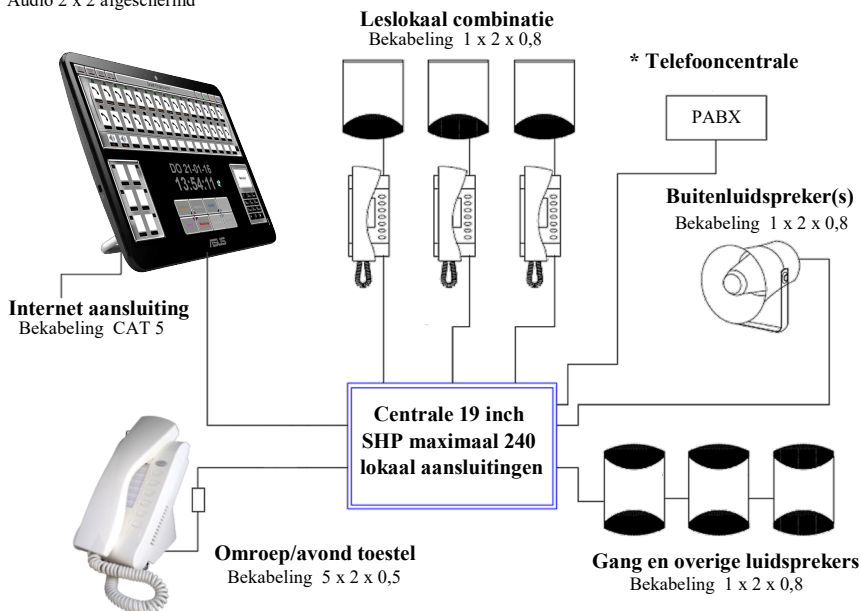 Audio 2 x 2 afgeschermd
Leslokaal combinatie
Bekabeling 1 x 2 x 0,8
* Telefooncentrale
PABX
DO 21-01-16
13:54:11
ASUS
Buitenluidspreker(s)
Bekabeling 1 x 2 x 0,8
Internet aansluiting
Bekabeling CAT 5
Centrale 19 inch
SHP maximaal 240
lokaal aansluitingen
Omroep/avond toestel
Bekabeling 5 x 2 x 0,5
Gang en overige luidsprekers
Bekabeling 1 x 2 x 0,8